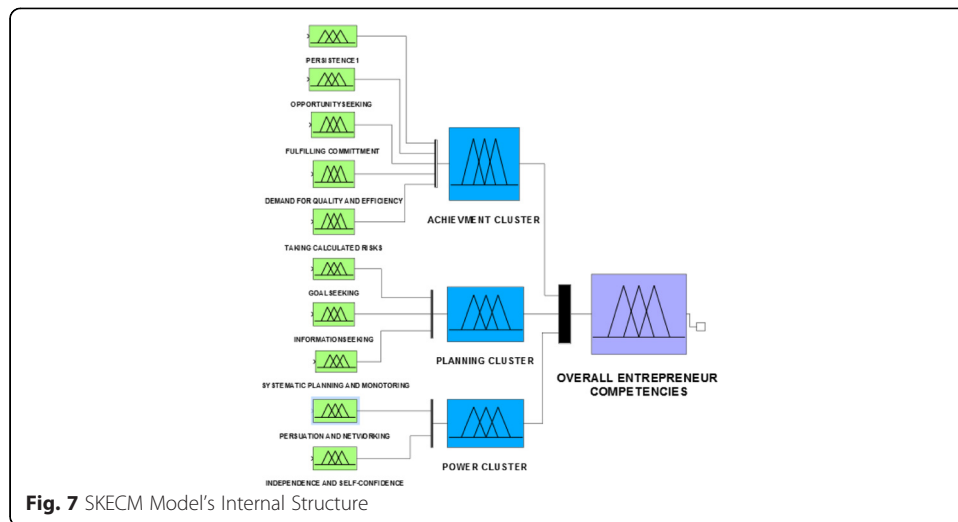 PERSISTENCE1
OPPORTUNITYSEEKING
FULFILLING COMMITTMENT
DEMAND FOR QUALITY AND EFFICIENCY
TAKING CALCULATED RISKS
ACHIEVMENT CLUSTER
GOALSEEKING
INFORMATIONSEEKING
SYSTEMATIC PLANNING AND MONOTORING
PLANNING CLUSTER
PERSUATION AND NETWORKING
INDEPENDENCE AND SELF-CONFIDENCE
POWER CLUSTER
OVERALL ENTREPRENEUR
COMPETENCIES
Fig. 7 SKECM Model's Internal Structure